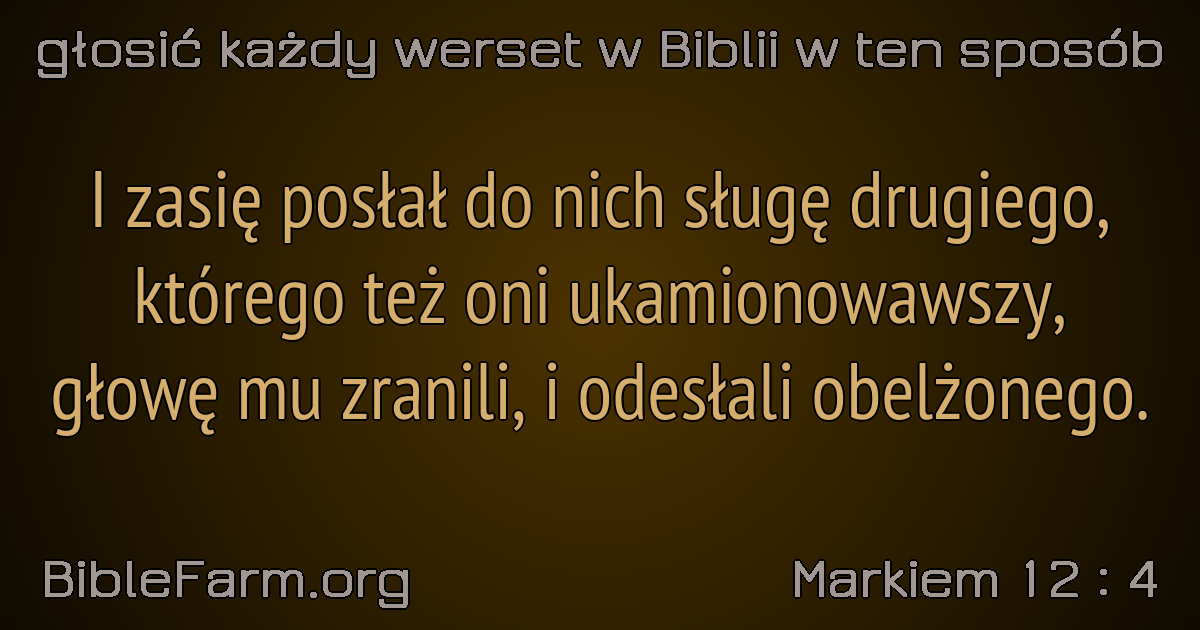 głosić każdy werset w Biblii w ten sposób
I zasię posłał do nich sługę drugiego,
którego też oni ukamionowawszy,
głowę mu zranili, i odesłali obelżonego.
BibleFarm.org
Markiem 12 : 4